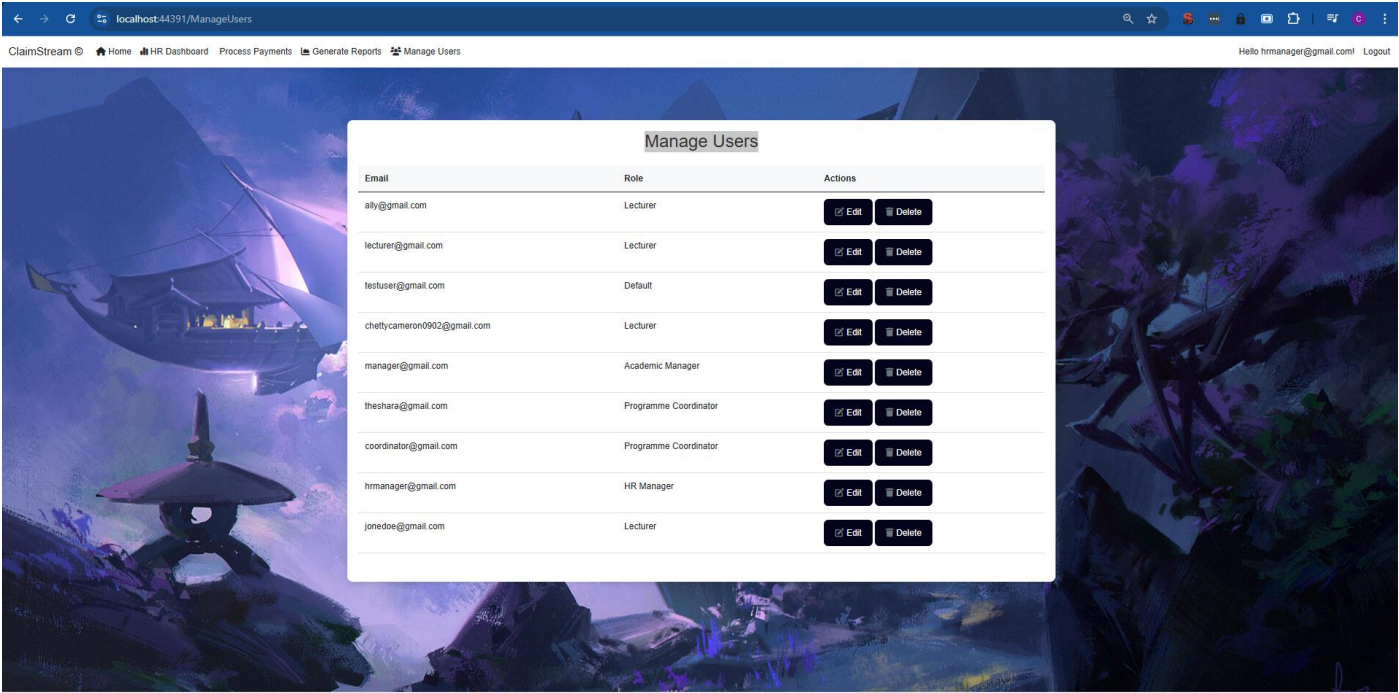 localhost:44391/ManageUsers
C
ClaimStream © Home HR Dashboard Process Payments Generate Reports Manage Users Hello hrmanager@gmail.com! Logout
Manage Users
Email Role Actions
ally@gmail.com Lecturer Edit Delete
lecturer@gmail.com Lecturer Edit Delete
testuser@gmail.com Default Edit Delete
chettycameron0902@gmail.com Lecturer Edit Delete
manager@gmail.com Academic Manager Edit Delete
theshara@gmail.com Programme Coordinator Edit Delete
coordinator@gmail.com Programme Coordinator Edit Delete
hrmanager@gmail.com HR Manager Edit Delete
jonedoe@gmail.com Lecturer Edit Delete